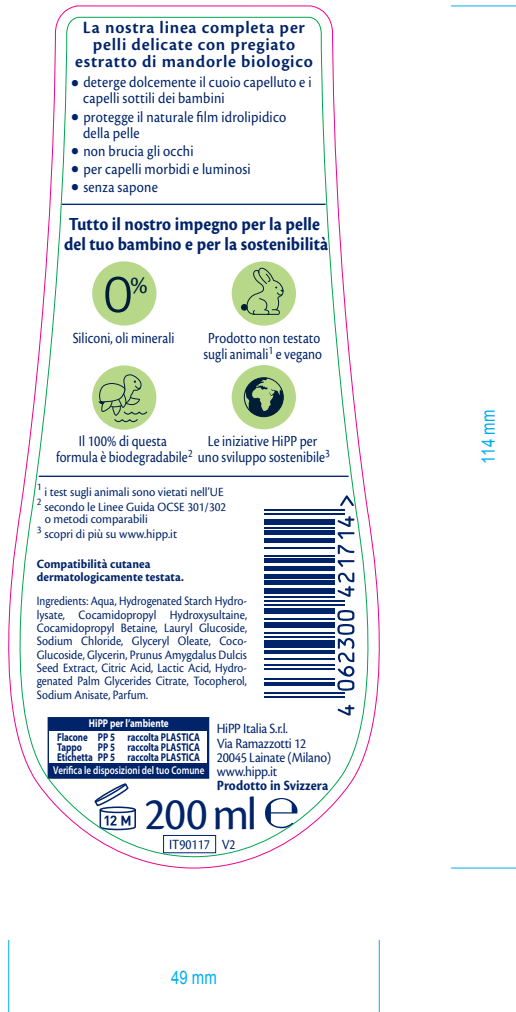 La nostra linea completa per
pelli delicate con pregiato
estratto di mandorle biologico
• deterge dolcemente il cuoio capelluto e i
capelli sottili dei bambini
• protegge il naturale film idrolipidico
della pelle
• non brucia gli occhi
• per capelli morbidi e luminosi
• senza sapone
Tutto il nostro impegno per la pelle
del tuo bambino e per la sostenibilità
0%
Siliconi, oli minerali
Prodotto non testato
sugli animali¹ e vegano
Il 100% di questa
formula è biodegradabile²
Le iniziative HiPP per
uno sviluppo sostenibile³
¹ i test sugli animali sono vietati nell'UE
² secondo le Linee Guida OCSE 301/302
o metodi comparabili
³ scopri di più su www.hipp.it
Compatibilità cutanea
dermatologicamente testata.
Ingredients: Aqua, Hydrogenated Starch Hydro-
lysate, Cocamidopropyl Hydroxysultaine,
Cocamidopropyl Betaine, Lauryl Glucoside,
Sodium Chloride, Glyceryl Oleate, Coco-
Glucoside, Glycerin, Prunus Amygdalus Dulcis
Seed Extract, Citric Acid, Lactic Acid, Hydro-
genated Palm Glycerides Citrate, Tocopherol,
Sodium Anisate, Parfum.
4 062300 421714 >
HiPP per l'ambiente
Flacone PP 5 raccolta PLASTICA
Tappo PP 5 raccolta PLASTICA
Etichetta PP 5 raccolta PLASTICA
Verifica le disposizioni del tuo Comune
HiPP Italia S.r.l.
Via Ramazzotti 12
20045 Lainate (Milano)
www.hipp.it
Prodotto in Svizzera
12 M
200 ml ℮
IT90117 V2
114 mm
49 mm